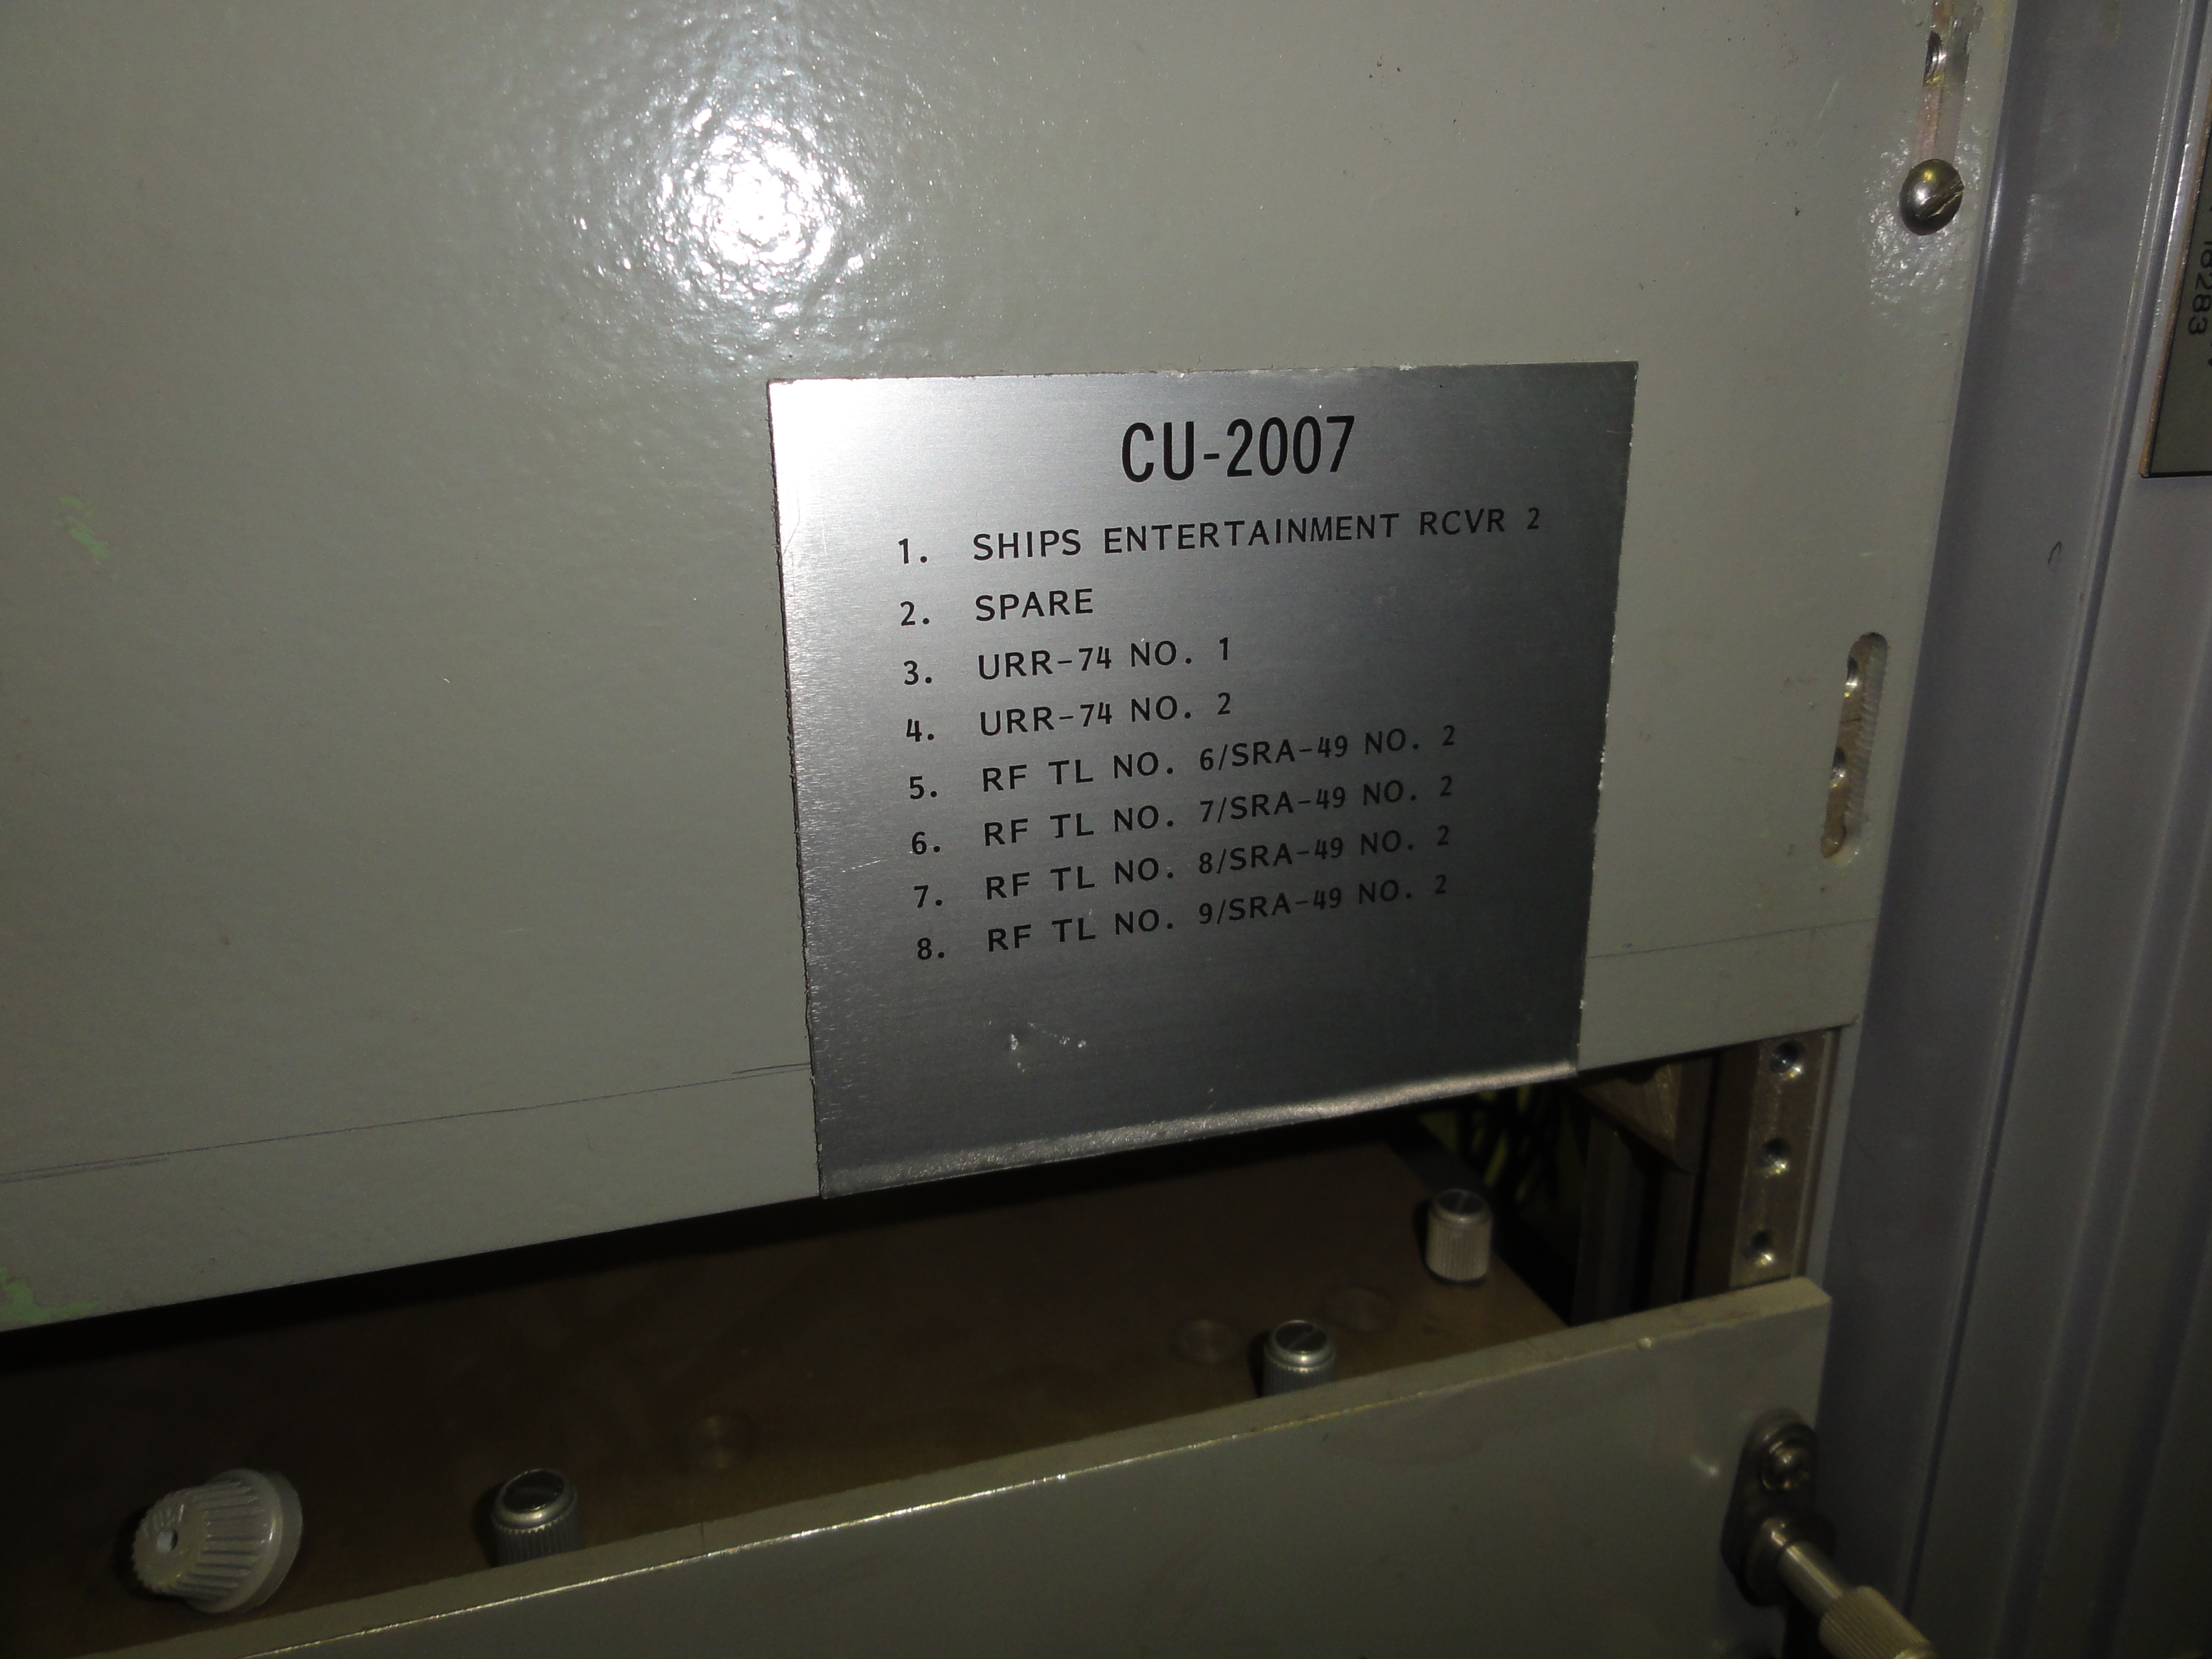 CU-2007
1. SHIPS ENTERTAINMENT RCVR 2
2. SPARE
3. URR-74 NO. 1
4. URR-74 NO. 2
5. RF TL NO. 6/SRA-49 NO. 2
6. RF TL NO. 7/SRA-49 NO. 2
7. RF TL NO. 8/SRA-49 NO. 2
8. RF TL NO. 9/SRA-49 NO. 2